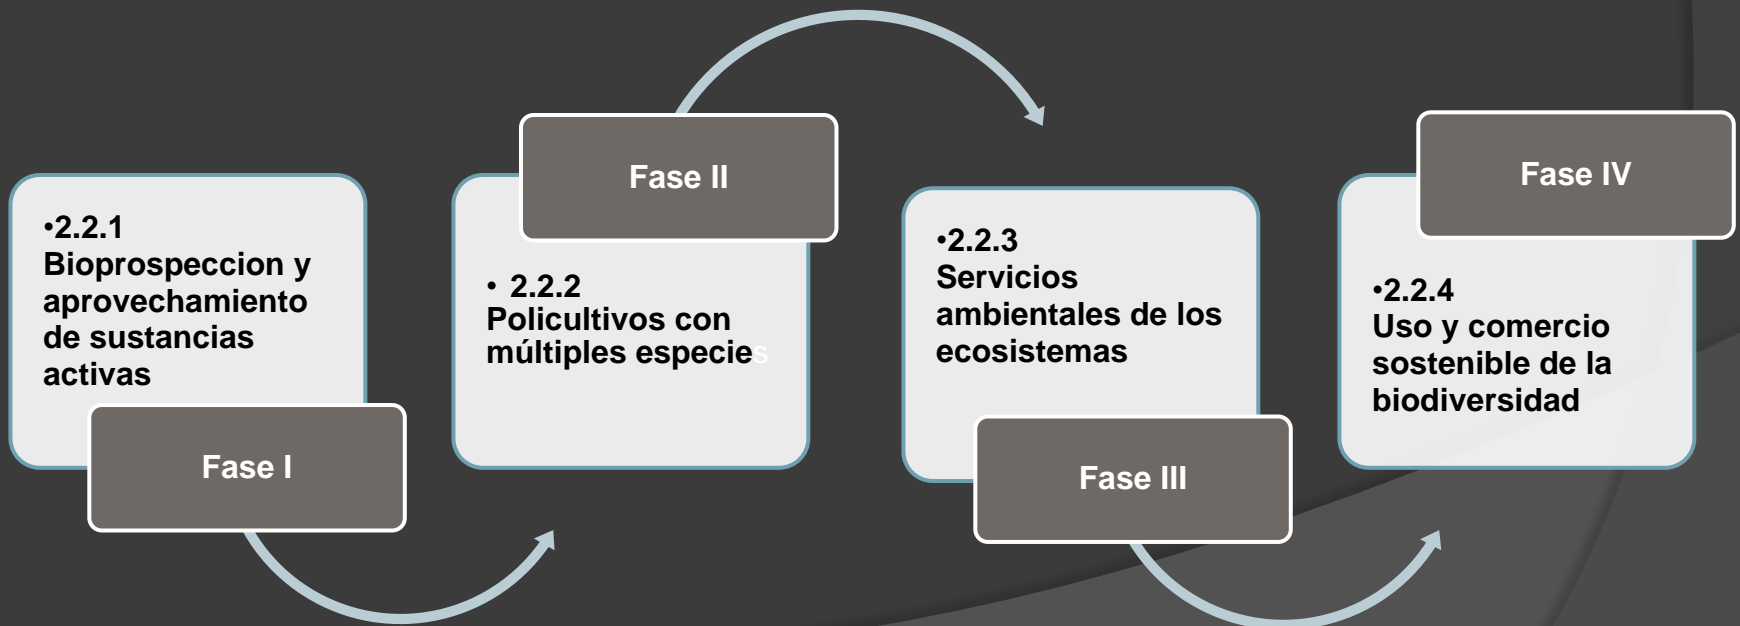 •2.2.1
Bioprospeccion y
aprovechamiento
de sustancias
activas
Fase I
Fase II
• 2.2.2
Policultivos con
múltiples especies
•2.2.3
Servicios
ambientales de los
ecosistemas
Fase III
Fase IV
•2.2.4
Uso y comercio
sostenible de la
biodiversidad